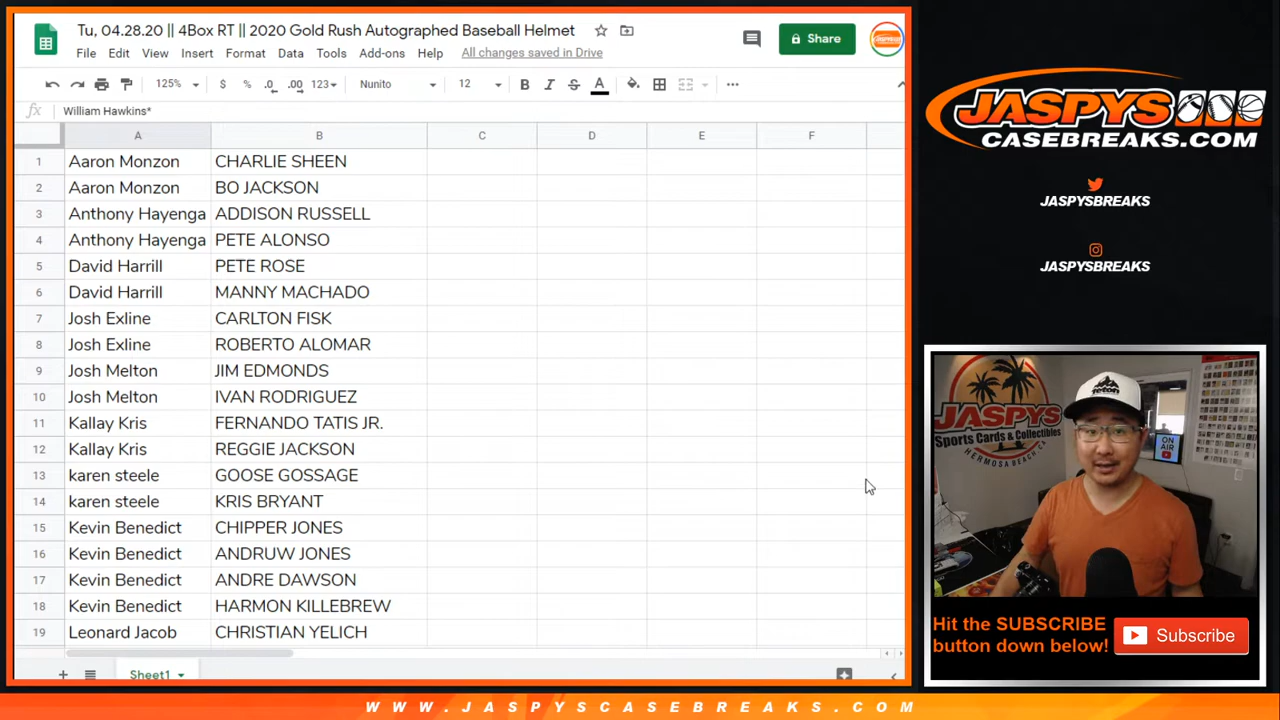 Tu, 04.28.20 || 4Box RT || 2020 Gold Rush Autographed Baseball Helmet
Share
File Edit View Insert Format Data Tools Add-ons Help All changes saved in Drive
125% $ % .0 .00 123 Nunito 12 B I S A
fx William Hawkins*
A B C D E F
1 Aaron Monzon CHARLIE SHEEN
2 Aaron Monzon BO JACKSON
3 Anthony Hayenga ADDISON RUSSELL
4 Anthony Hayenga PETE ALONSO
5 David Harrill PETE ROSE
6 David Harrill MANNY MACHADO
7 Josh Exline CARLTON FISK
8 Josh Exline ROBERTO ALOMAR
9 Josh Melton JIM EDMONDS
10 Josh Melton IVAN RODRIGUEZ
11 Kallay Kris FERNANDO TATIS JR.
12 Kallay Kris REGGIE JACKSON
13 karen steele GOOSE GOSSAGE
14 karen steele KRIS BRYANT
15 Kevin Benedict CHIPPER JONES
16 Kevin Benedict ANDRUW JONES
17 Kevin Benedict ANDRE DAWSON
18 Kevin Benedict HARMON KILLEBREW
19 Leonard Jacob CHRISTIAN YELICH
Sheet1
JASPYS
CASEBREAKS.COM
JASPYSBREAKS
JASPYSBREAKS
JASPYS
Sports Cards & Collectibles
HERMOSA BEACH, CA
ON AIR
Hit the SUBSCRIBE
button down below!
Subscribe
WWW.JASPYSCASEBREAKS.COM